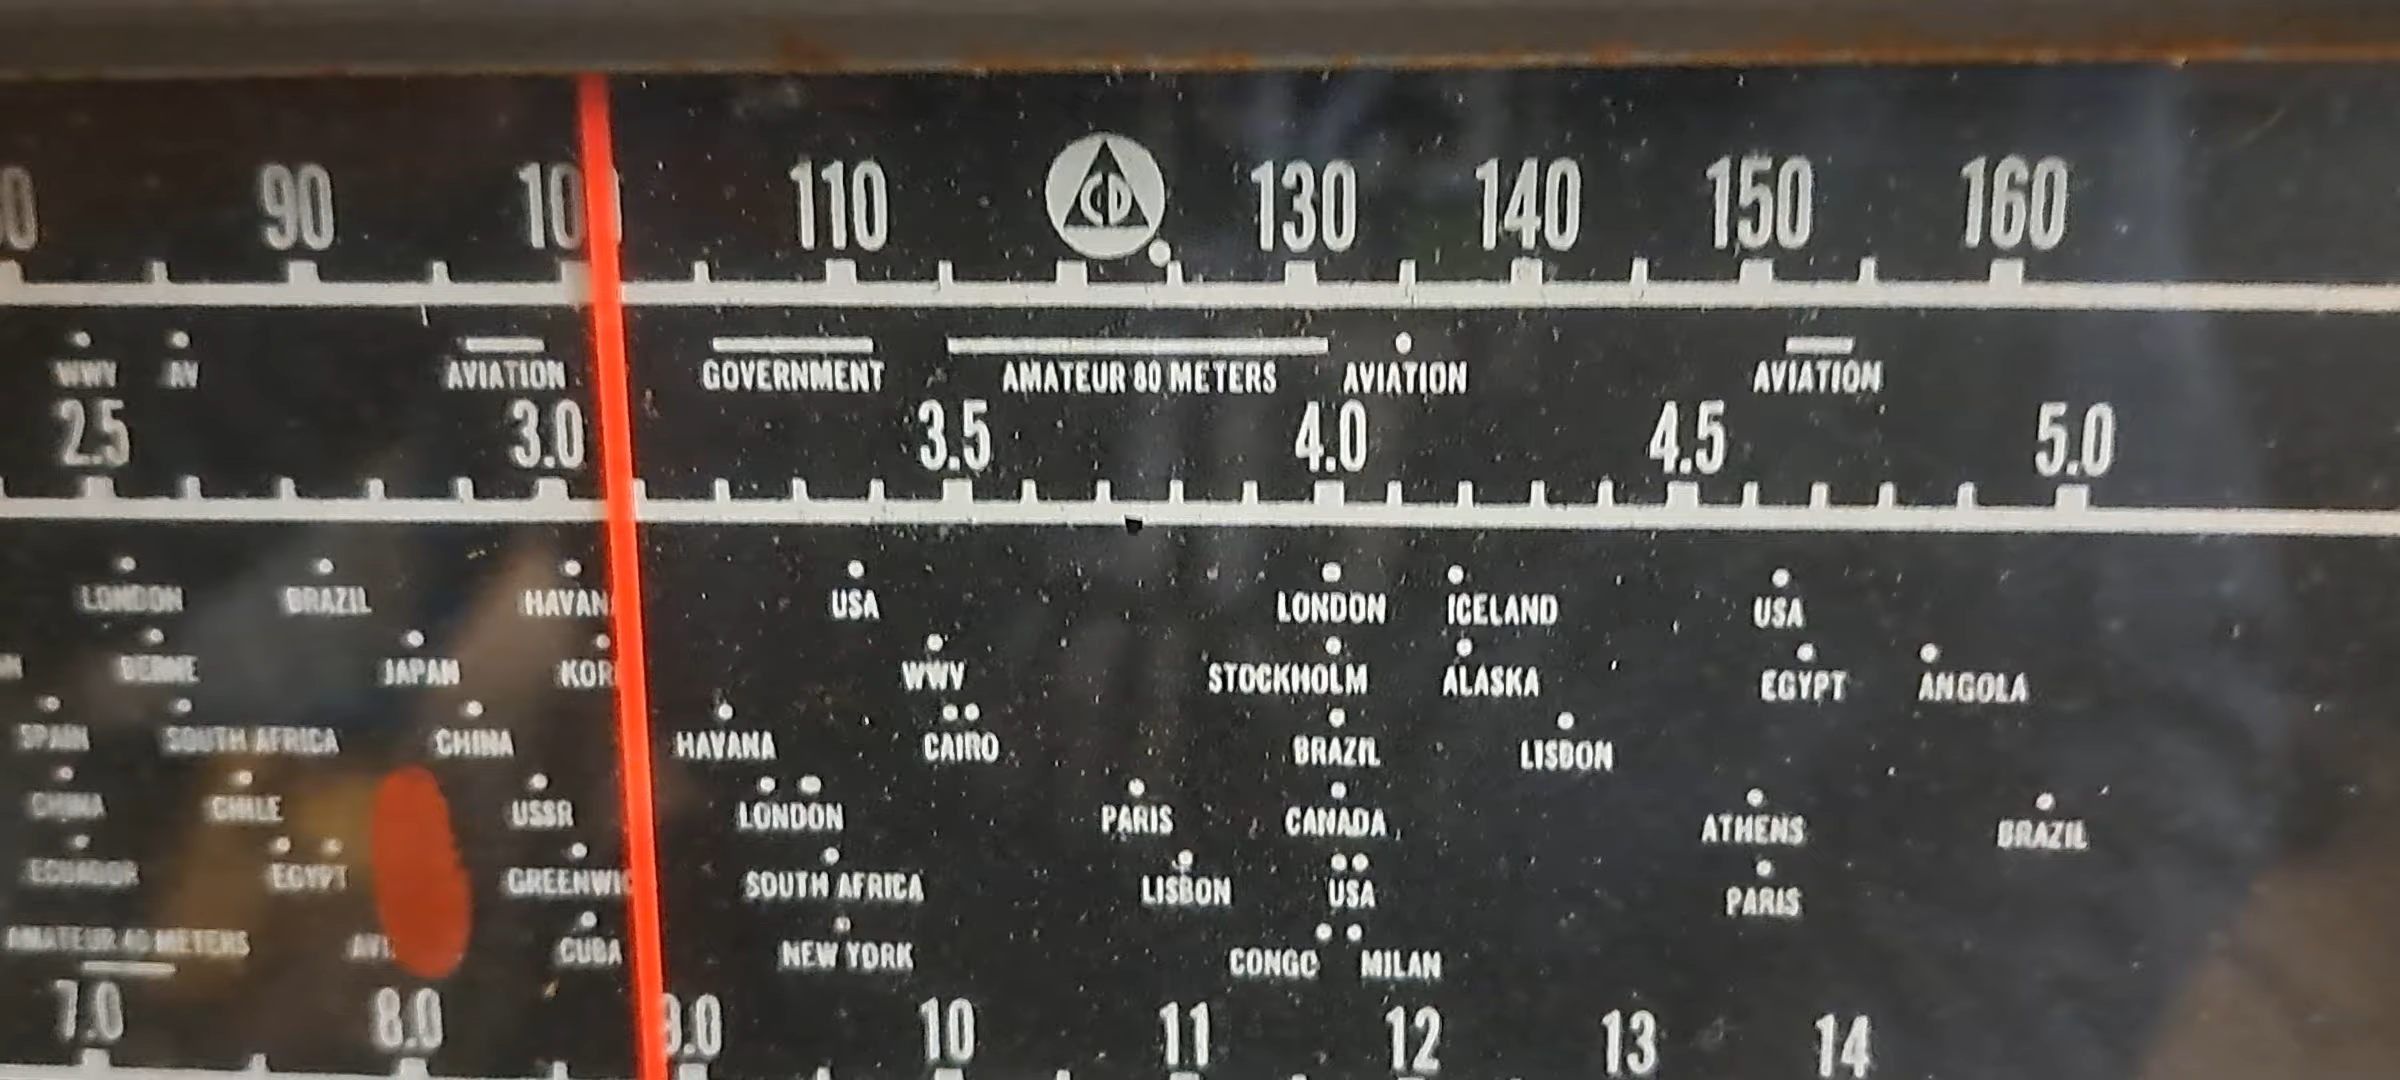 90 110 CD 130 140 150 160
WWV AV AVIATION GOVERNMENT AMATEUR 80 METERS AVIATION AVIATION
2.5 3.0 3.5 4.0 4.5 5.0
LONDON BRAZIL USA LONDON ICELAND USA
BERNE JAPAN WWV STOCKHOLM ALASKA EGYPT ANGOLA
SPAIN SOUTH AFRICA CHINA HAVANA CAIRO BRAZIL LISBON
CHINA CHILE USSR LONDON PARIS CANADA ATHENS BRAZIL
ECUADOR EGYPT SOUTH AFRICA LISBON USA PARIS
AMATEUR 40 METERS CUBA NEW YORK CONGO MILAN
7.0 8.0 9.0 10 11 12 13 14